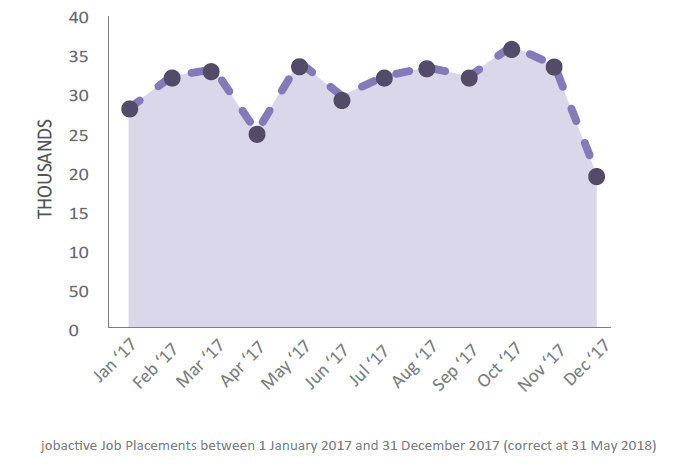 40
35
30
25
20
15
10
50
0
THOUSANDS
Jan ‘17
Feb ‘17
Mar ‘17
Apr ‘17
May ‘17
Jun ‘17
Jul ‘17
Aug ‘17
Sep ‘17
Oct ‘17
Nov ‘17
Dec ‘17
jobactive Job Placements between 1 January 2017 and 31 December 2017 (correct at 31 May 2018)